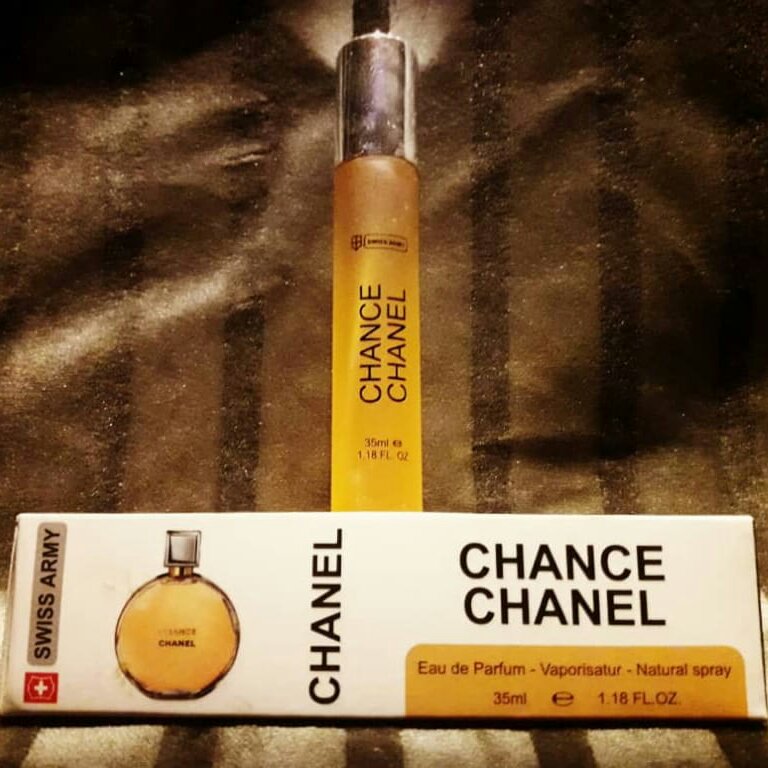 SWISS ARMY
CHANCE
CHANEL
35ml e
1.18 FL. OZ
SWISS ARMY
CHANCE
CHANEL
CHANEL
CHANCE
CHANEL
Eau de Parfum - Vaporisatur - Natural spray
35ml e 1.18 FL.OZ.